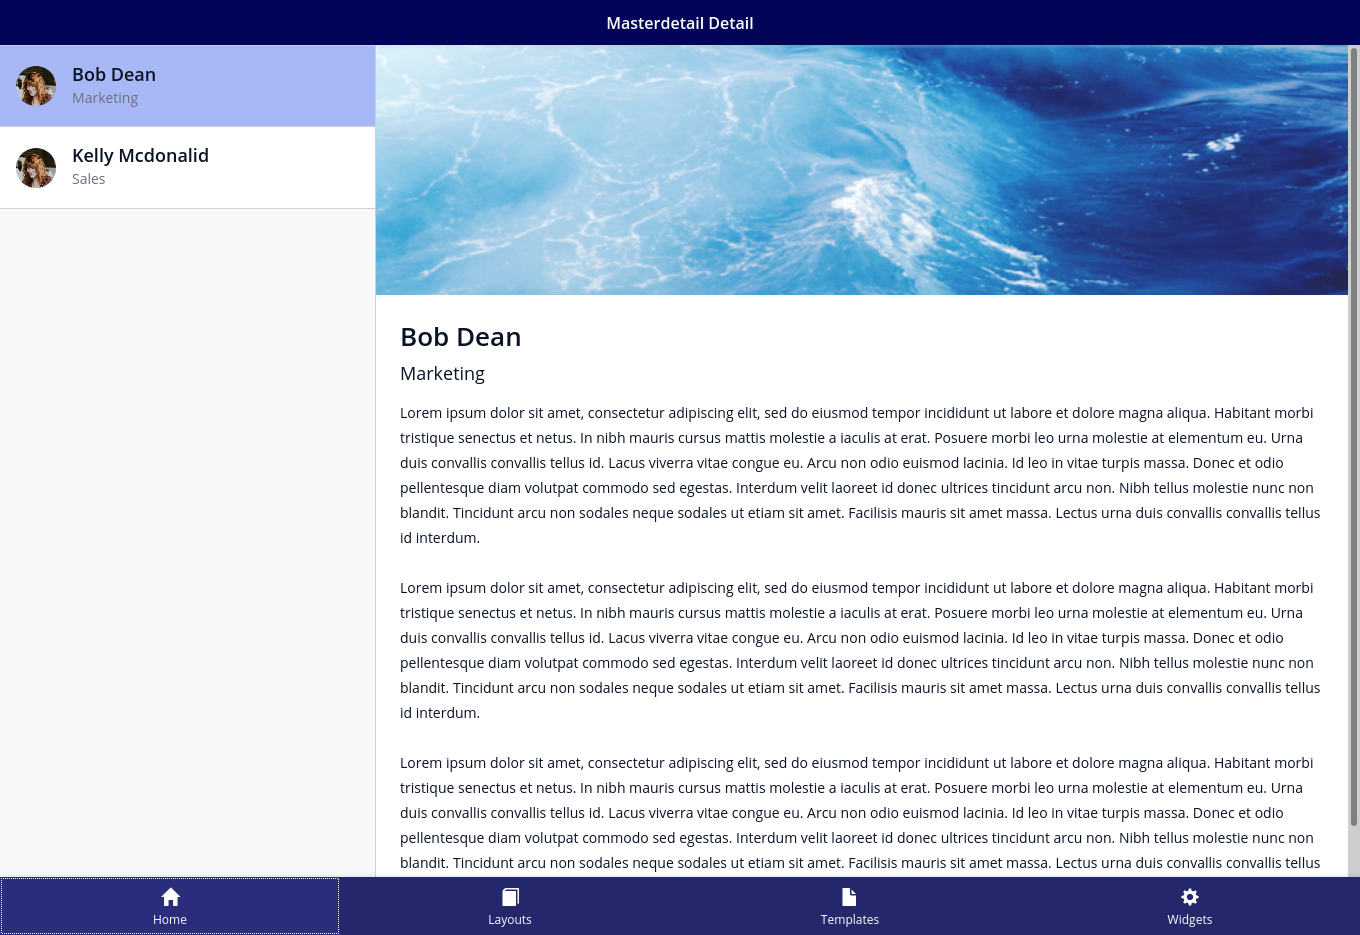 Masterdetail Detail
Bob Dean
Marketing
Kelly Mcdonalid
Sales
Bob Dean
Marketing
Lorem ipsum dolor sit amet, consectetur adipiscing elit, sed do eiusmod tempor incididunt ut labore et dolore magna aliqua. Habitant morbi
tristique senectus et netus. In nibh mauris cursus mattis molestie a iaculis at erat. Posuere morbi leo urna molestie at elementum eu. Urna
duis convallis convallis tellus id. Lacus viverra vitae congue eu. Arcu non odio euismod lacinia. Id leo in vitae turpis massa. Donec et odio
pellentesque diam volutpat commodo sed egestas. Interdum velit laoreet id donec ultrices tincidunt arcu non. Nibh tellus molestie nunc non
blandit. Tincidunt arcu non sodales neque sodales ut etiam sit amet. Facilisis mauris sit amet massa. Lectus urna duis convallis convallis tellus
id interdum.
Lorem ipsum dolor sit amet, consectetur adipiscing elit, sed do eiusmod tempor incididunt ut labore et dolore magna aliqua. Habitant morbi
tristique senectus et netus. In nibh mauris cursus mattis molestie a iaculis at erat. Posuere morbi leo urna molestie at elementum eu. Urna
duis convallis convallis tellus id. Lacus viverra vitae congue eu. Arcu non odio euismod lacinia. Id leo in vitae turpis massa. Donec et odio
pellentesque diam volutpat commodo sed egestas. Interdum velit laoreet id donec ultrices tincidunt arcu non. Nibh tellus molestie nunc non
blandit. Tincidunt arcu non sodales neque sodales ut etiam sit amet. Facilisis mauris sit amet massa. Lectus urna duis convallis convallis tellus
id interdum.
Lorem ipsum dolor sit amet, consectetur adipiscing elit, sed do eiusmod tempor incididunt ut labore et dolore magna aliqua. Habitant morbi
tristique senectus et netus. In nibh mauris cursus mattis molestie a iaculis at erat. Posuere morbi leo urna molestie at elementum eu. Urna
duis convallis convallis tellus id. Lacus viverra vitae congue eu. Arcu non odio euismod lacinia. Id leo in vitae turpis massa. Donec et odio
pellentesque diam volutpat commodo sed egestas. Interdum velit laoreet id donec ultrices tincidunt arcu non. Nibh tellus molestie nunc non
blandit. Tincidunt arcu non sodales neque sodales ut etiam sit amet. Facilisis mauris sit amet massa. Lectus urna duis convallis convallis tellus
Home
Layouts
Templates
Widgets